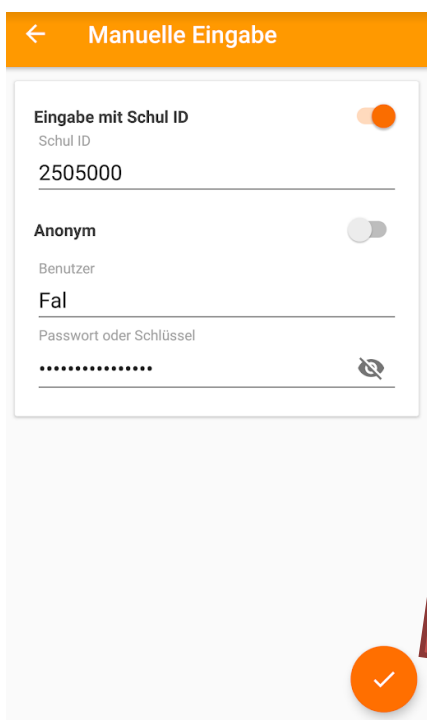 Manuelle Eingabe
Eingabe mit Schul ID
Schul ID
2505000
Anonym
Benutzer
Fal
Passwort oder Schlüssel
••••••••••••••••